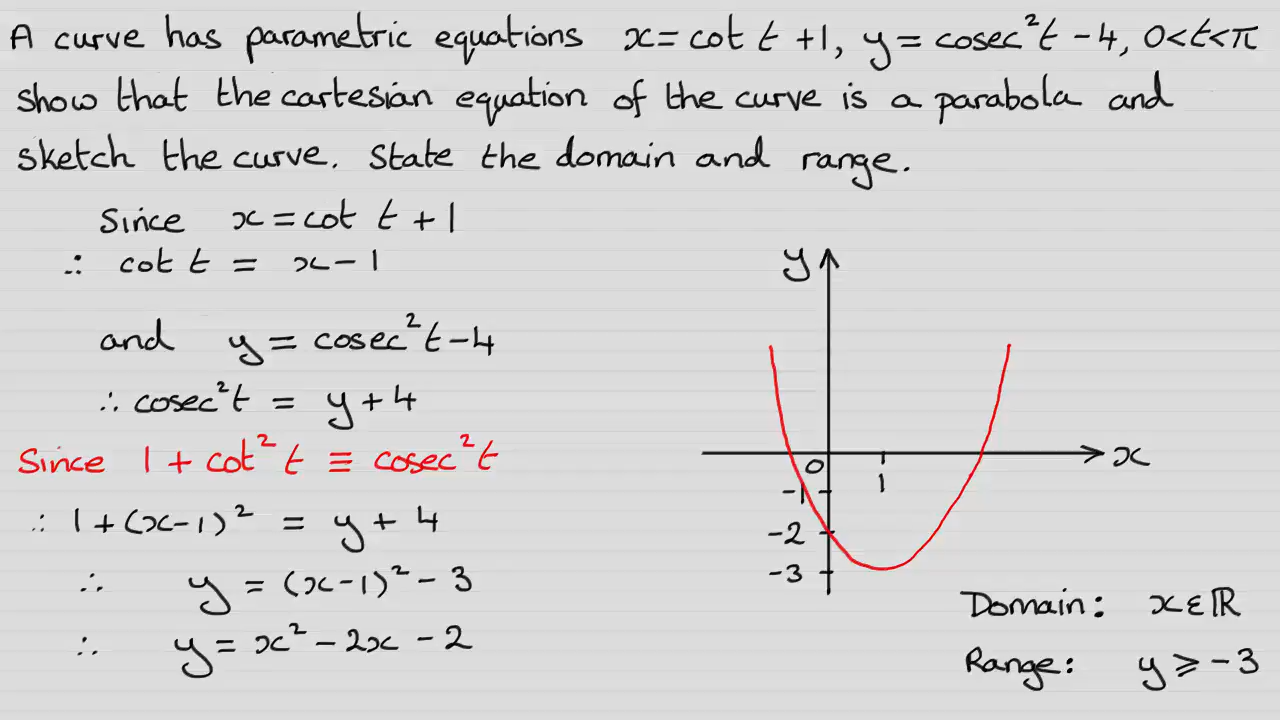 A curve has parametric equations x = cot t + 1, y = cosec²t - 4, 0<t<π
show that the cartesian equation of the curve is a parabola and
sketch the curve. State the domain and range.
Since x = cot t + 1
∴ cot t = x - 1
and y = cosec²t - 4
∴ cosec²t = y + 4
Since 1 + cot²t ≡ cosec²t
∴ 1 + (x-1)² = y + 4
∴ y = (x-1)² - 3
∴ y = x² - 2x - 2
y
x
0
1
-1
-2
-3
Domain: x ∈ ℝ
Range: y ⩾ -3